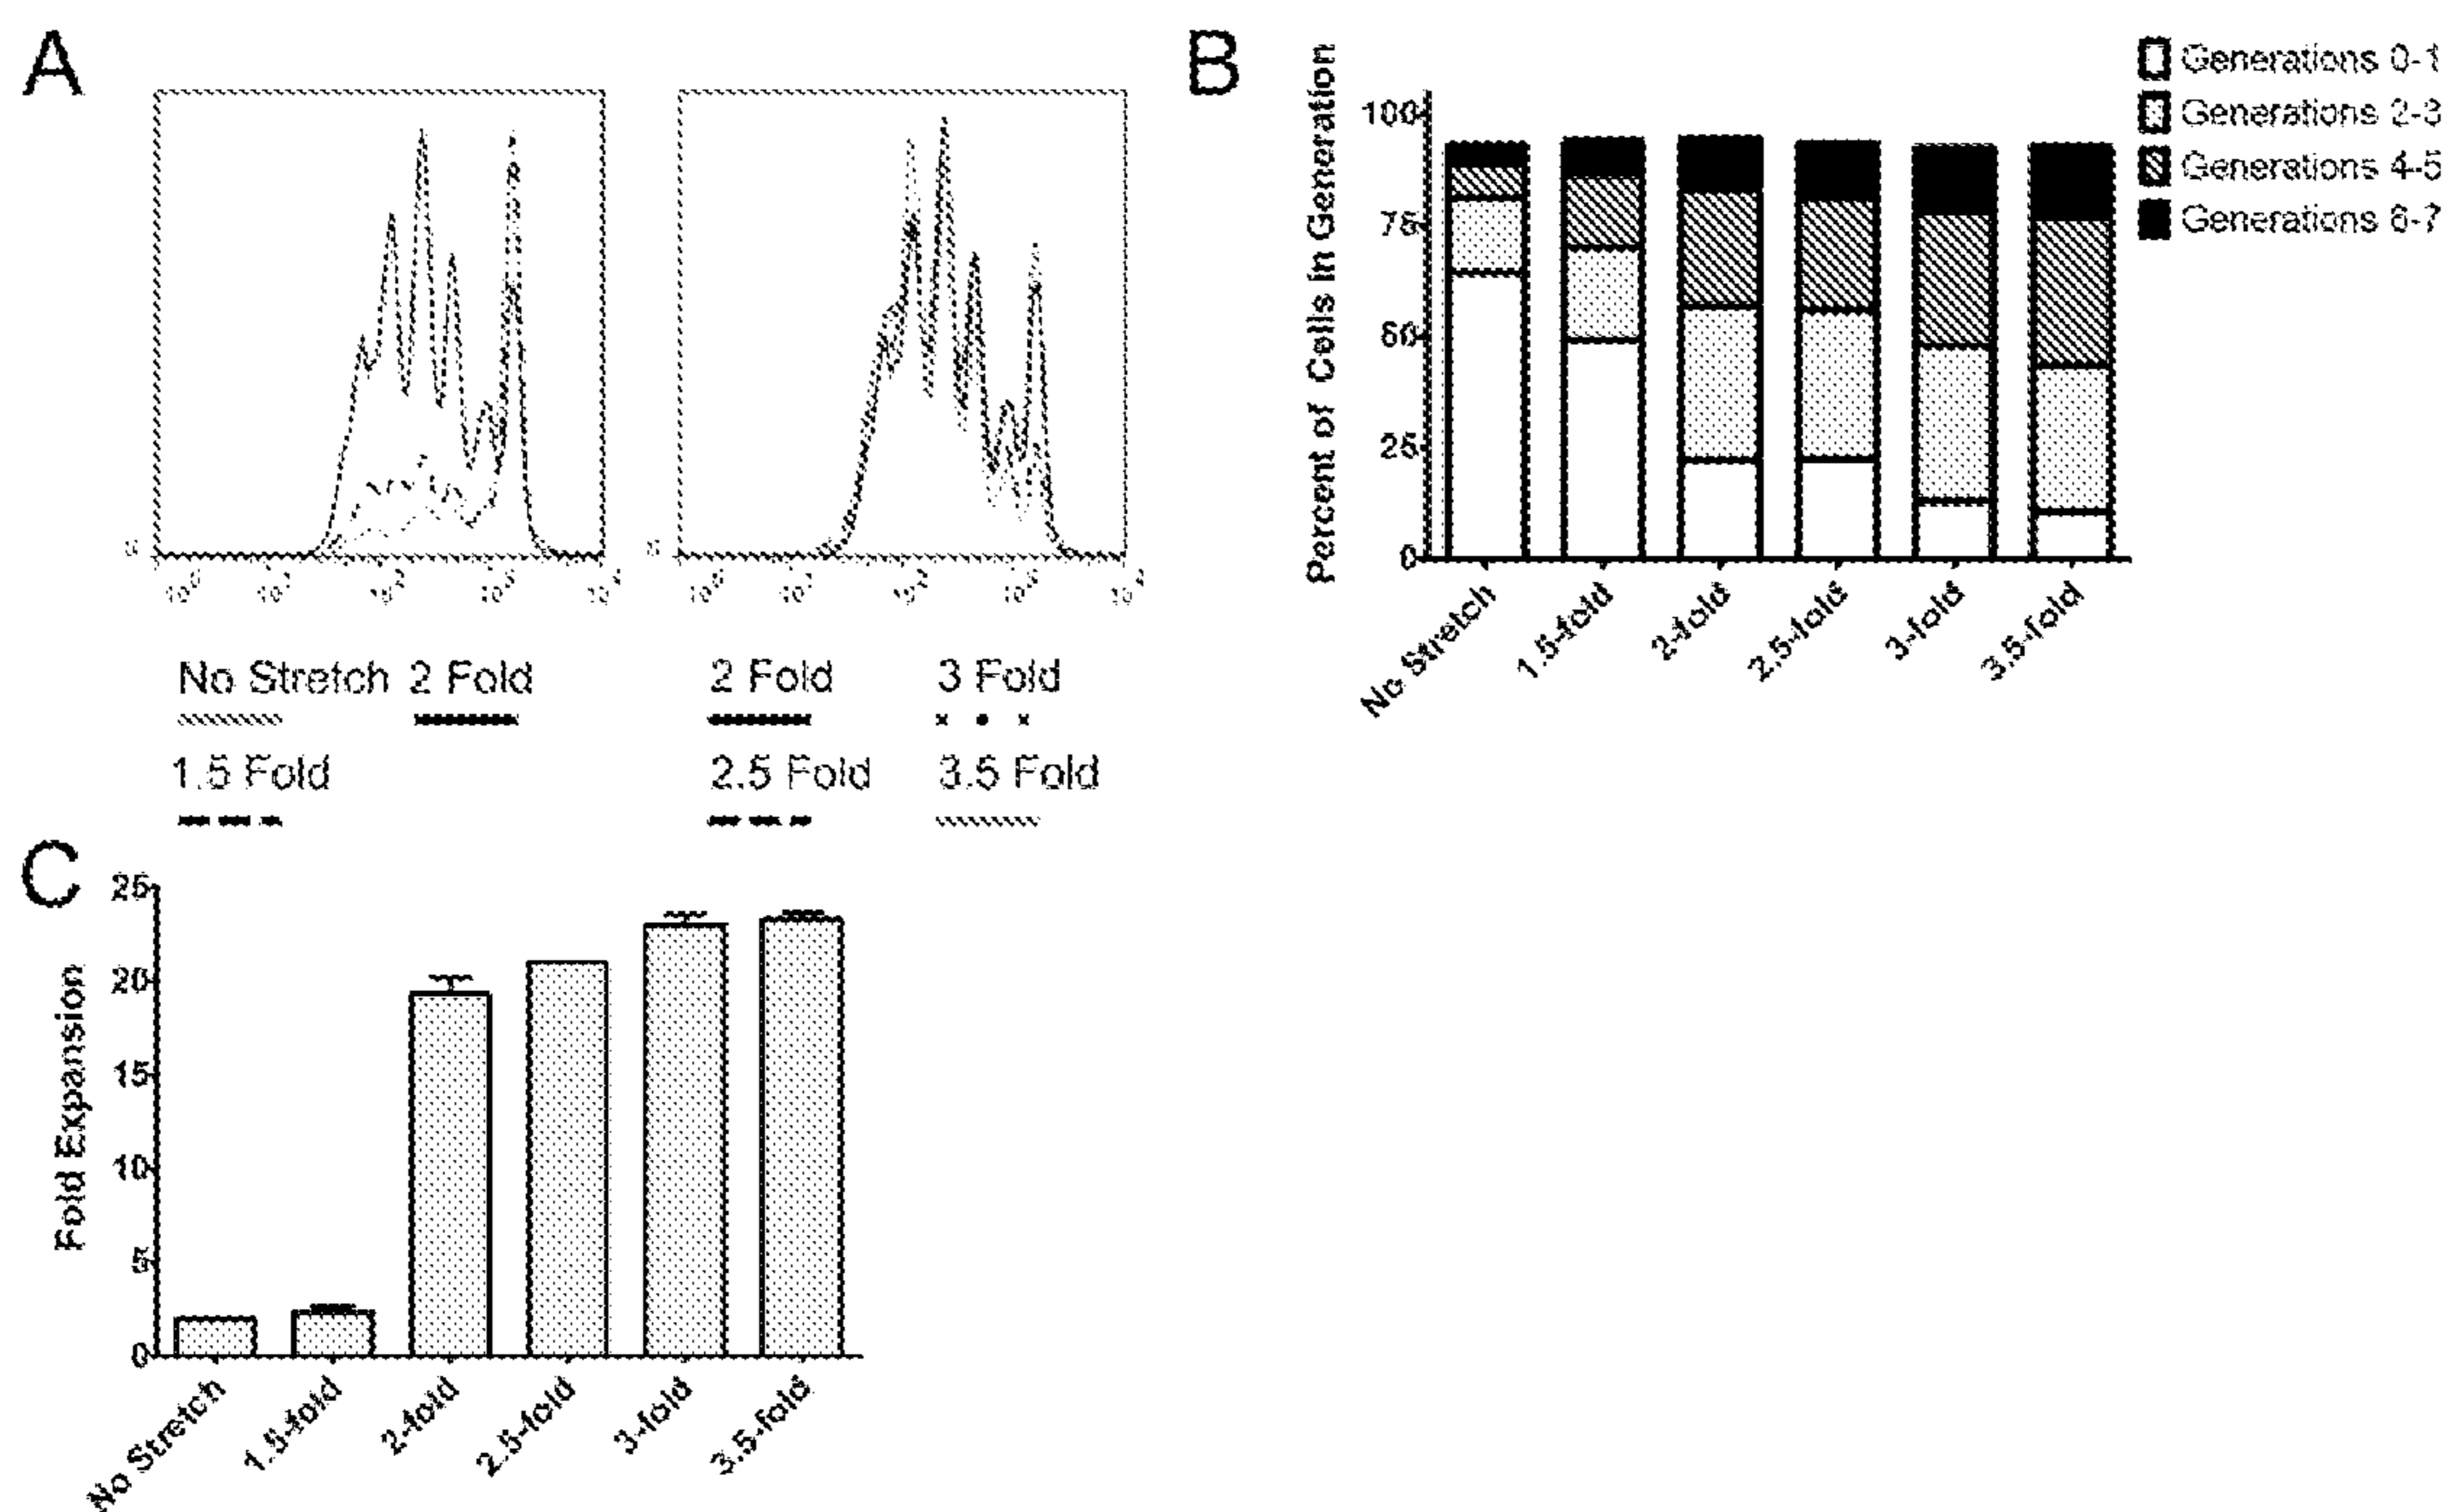 A
No Stretch 2 Fold
1.5 Fold
2 Fold 3 Fold
2.5 Fold 3.5 Fold
B
Percent of Cells in Generation
100
75
50
25
0
No Stretch
1.5-fold
2-fold
2.5-fold
3-fold
3.5-fold
Generations 0-1
Generations 2-3
Generations 4-5
Generations 6-7
C
Fold Expansion
25
20
15
10
5
0
No Stretch
1.5-fold
2-fold
2.5-fold
3-fold
3.5-fold